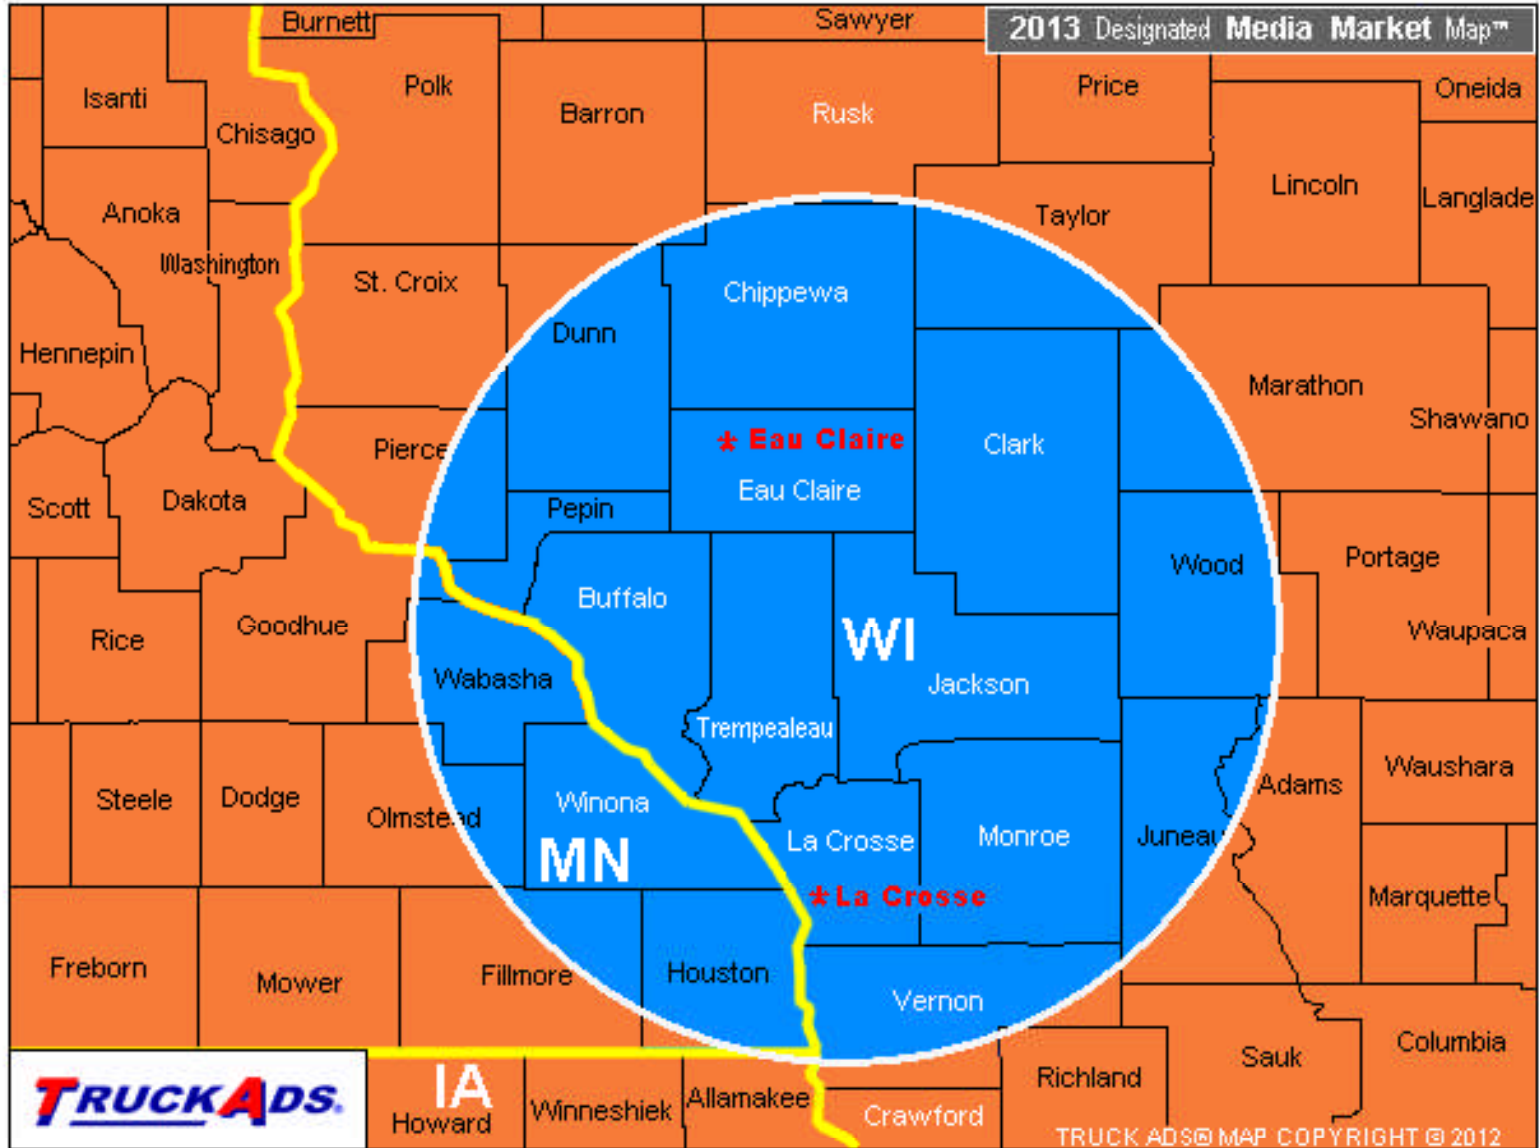 Burnett
Sawyer
2013 Designated Media Market Map™
Isanti
Polk
Barron
Rusk
Price
Oneida
Chisago
Anoka
Taylor
Lincoln
Langlade
Washington
St. Croix
Chippewa
Hennepin
Dunn
Marathon
Shawano
Pierce
* Eau Claire
Clark
Scott
Dakota
Eau Claire
Pepin
Wood
Portage
Rice
Goodhue
Buffalo
WI
Waupaca
Wabasha
Jackson
Trempealeau
Steele
Dodge
Olmstead
Winona
MN
La Crosse
Monroe
Juneau
Adams
Waushara
*La Crosse
Marquette
Freborn
Mower
Fillmore
Houston
Vernon
Columbia
Sauk
TRUCKADS.
IA
Howard
Winneshiek
Allamakee
Crawford
Richland
TRUCK ADS® MAP COPYRIGHT © 2012